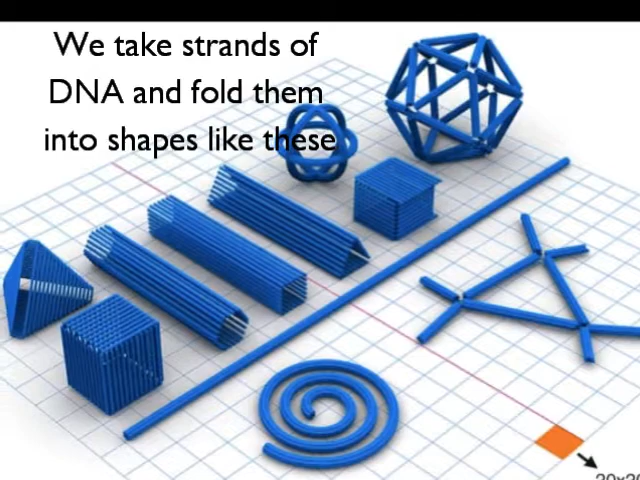 We take strands of
DNA and fold them
into shapes like these